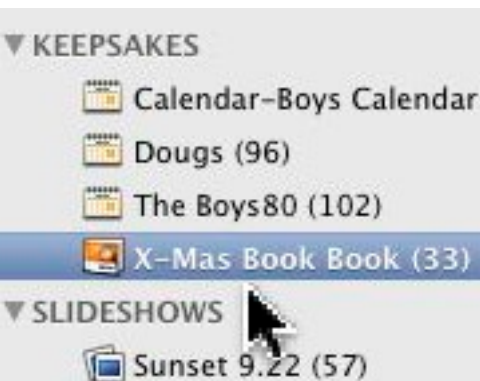 KEEPSAKES
Calendar-Boys Calendar
Dougs (96)
The Boys80 (102)
X-Mas Book Book (33)
SLIDESHOWS
Sunset 9.22 (57)